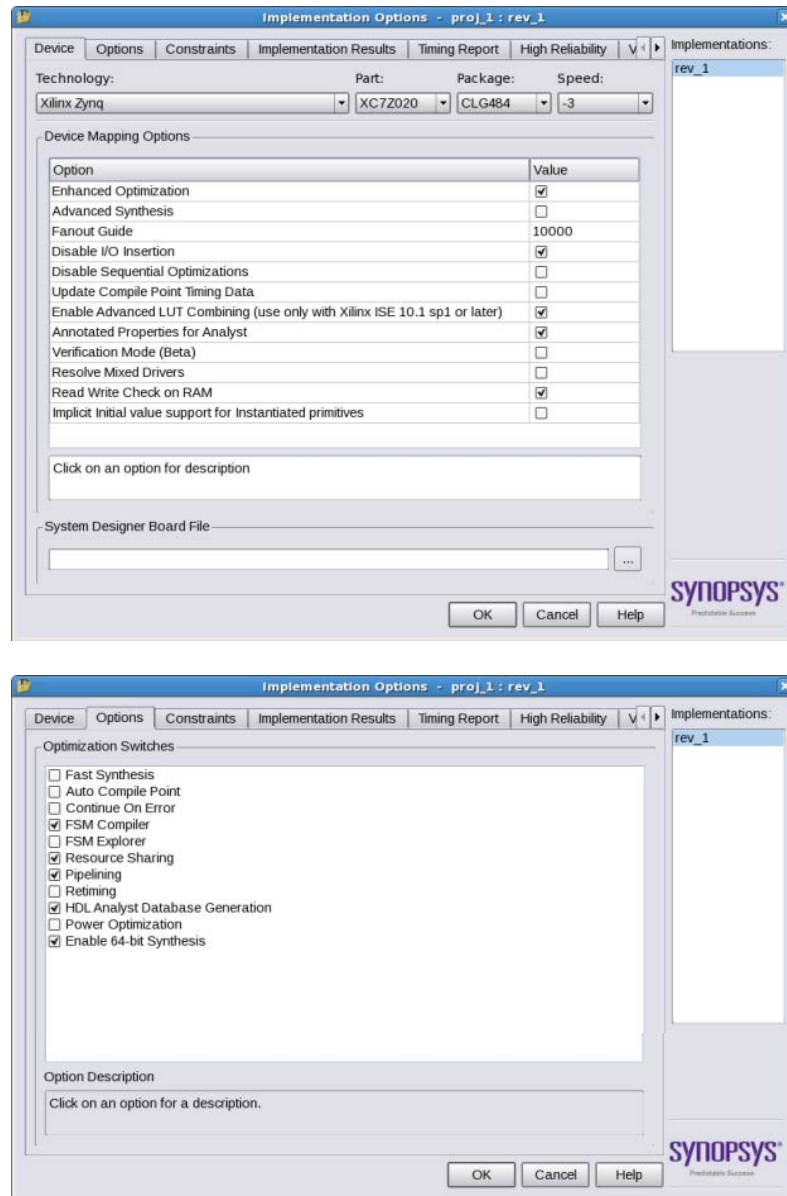 Implementation Options - proj_1 : rev_1
Device Options Constraints Implementation Results Timing Report High Reliability V
Implementations:
rev_1
Technology: Part: Package: Speed:
Xilinx Zynq XC7Z020 CLG484 -3
Device Mapping Options
Option Value
Enhanced Optimization
Advanced Synthesis
Fanout Guide 10000
Disable I/O Insertion
Disable Sequential Optimizations
Update Compile Point Timing Data
Enable Advanced LUT Combining (use only with Xilinx ISE 10.1 sp1 or later)
Annotated Properties for Analyst
Verification Mode (Beta)
Resolve Mixed Drivers
Read Write Check on RAM
Implicit Initial value support for Instantiated primitives
Click on an option for description
System Designer Board File
...
SYNOPSYS
Predictable Success
OK Cancel Help
Implementation Options - proj_1 : rev_1
Device Options Constraints Implementation Results Timing Report High Reliability V
Implementations:
rev_1
Optimization Switches
Fast Synthesis
Auto Compile Point
Continue On Error
FSM Compiler
FSM Explorer
Resource Sharing
Pipelining
Retiming
HDL Analyst Database Generation
Power Optimization
Enable 64-bit Synthesis
Option Description
Click on an option for a description.
SYNOPSYS
Predictable Success
OK Cancel Help